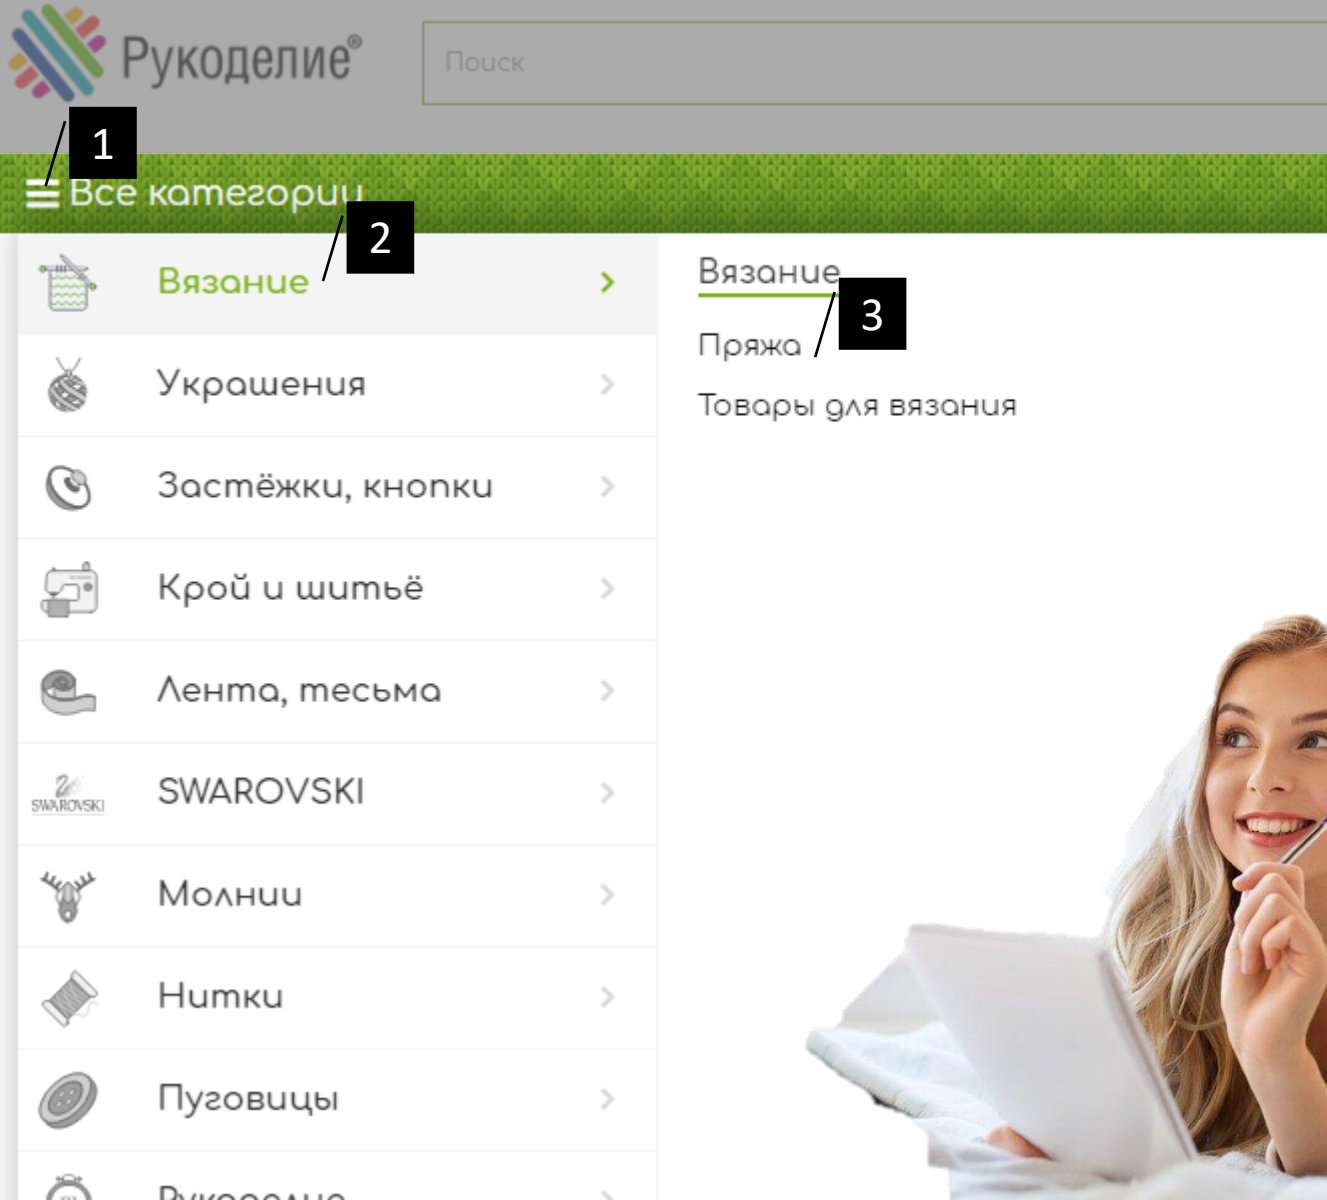 Рукоделие®
Поиск
1
Все категории
2
Вязание
Украшения
Застёжки, кнопки
Крой и шитьё
Лента, тесьма
SWAROVSKI
SWAROVSKI
Молнии
Нитки
Пуговицы
Рукоделие
Вязание
3
Пряжа
Товары для вязания